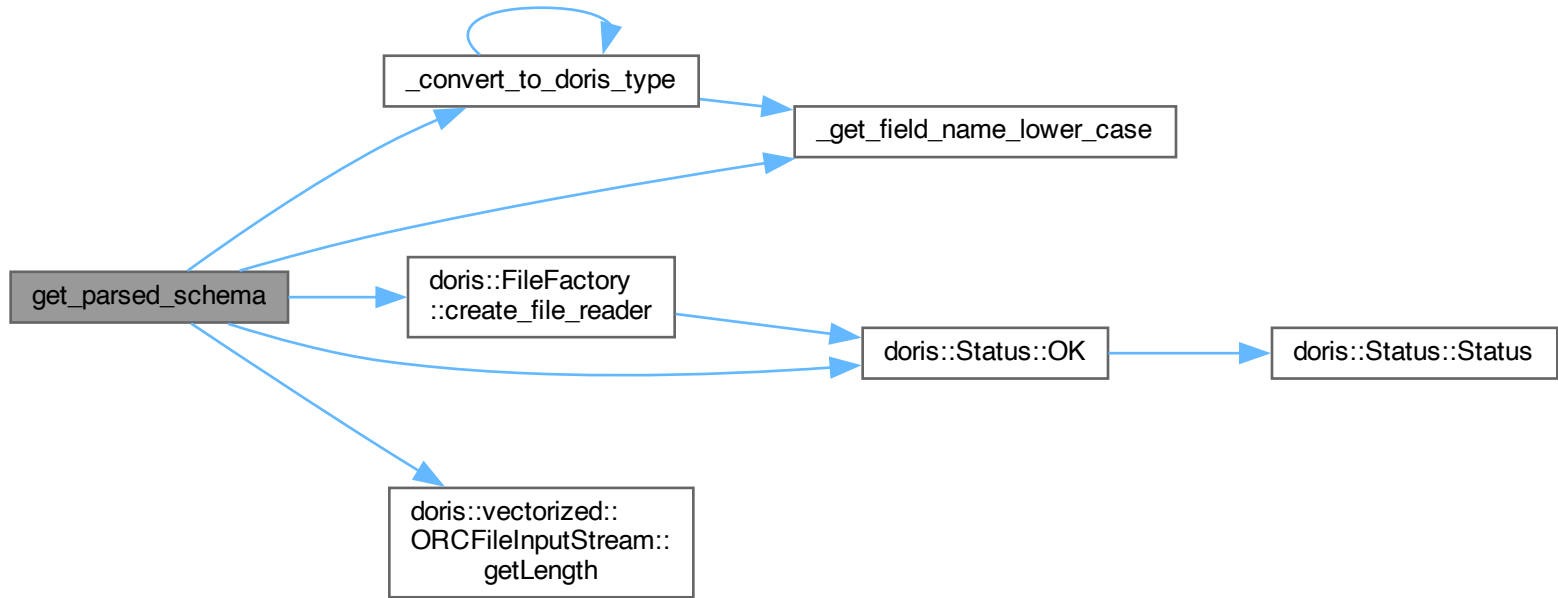 _convert_to_doris_type
_get_field_name_lower_case
get_parsed_schema
doris::FileFactory
::create_file_reader
doris::Status::OK
doris::Status::Status
doris::vectorized::
ORCFileInputStream::
getLength